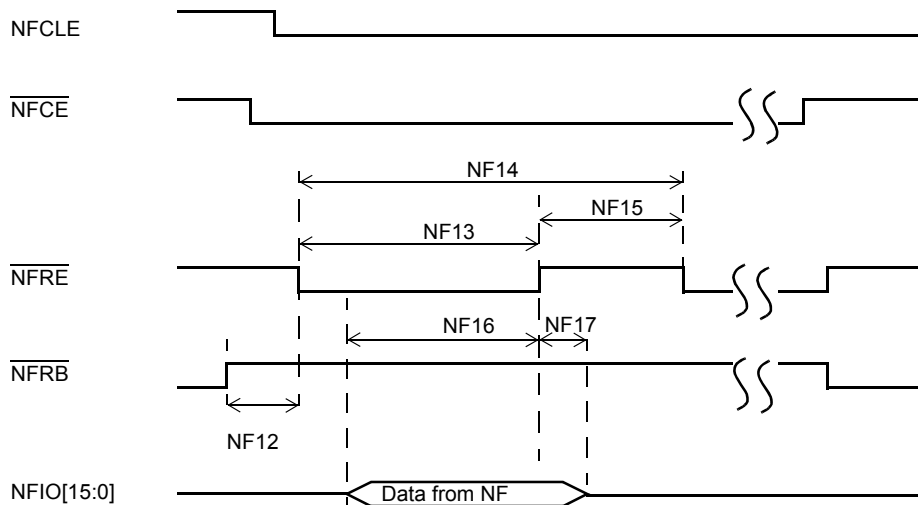 NFCLE
NFCE
NF14
NF15
NF13
NFRE
NF16
NF17
NFRB
NF12
NFIO[15:0]
Data from NF